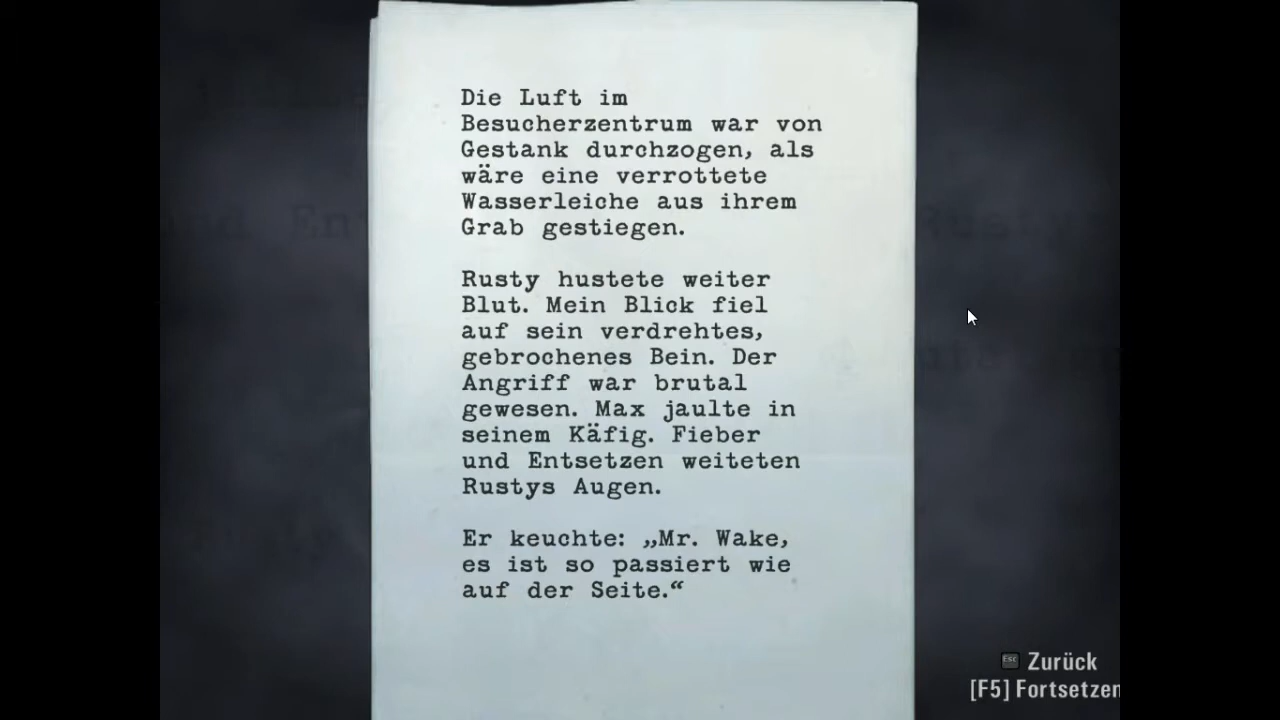 Die Luft im
Besucherzentrum war von
Gestank durchzogen, als
wäre eine verrottete
Wasserleiche aus ihrem
Grab gestiegen.
Rusty hustete weiter
Blut. Mein Blick fiel
auf sein verdrehtes,
gebrochenes Bein. Der
Angriff war brutal
gewesen. Max jaulte in
seinem Käfig. Fieber
und Entsetzen weiteten
Rustys Augen.
Er keuchte: „Mr. Wake,
es ist so passiert wie
auf der Seite.“
Esc Zurück
[F5] Fortsetzen